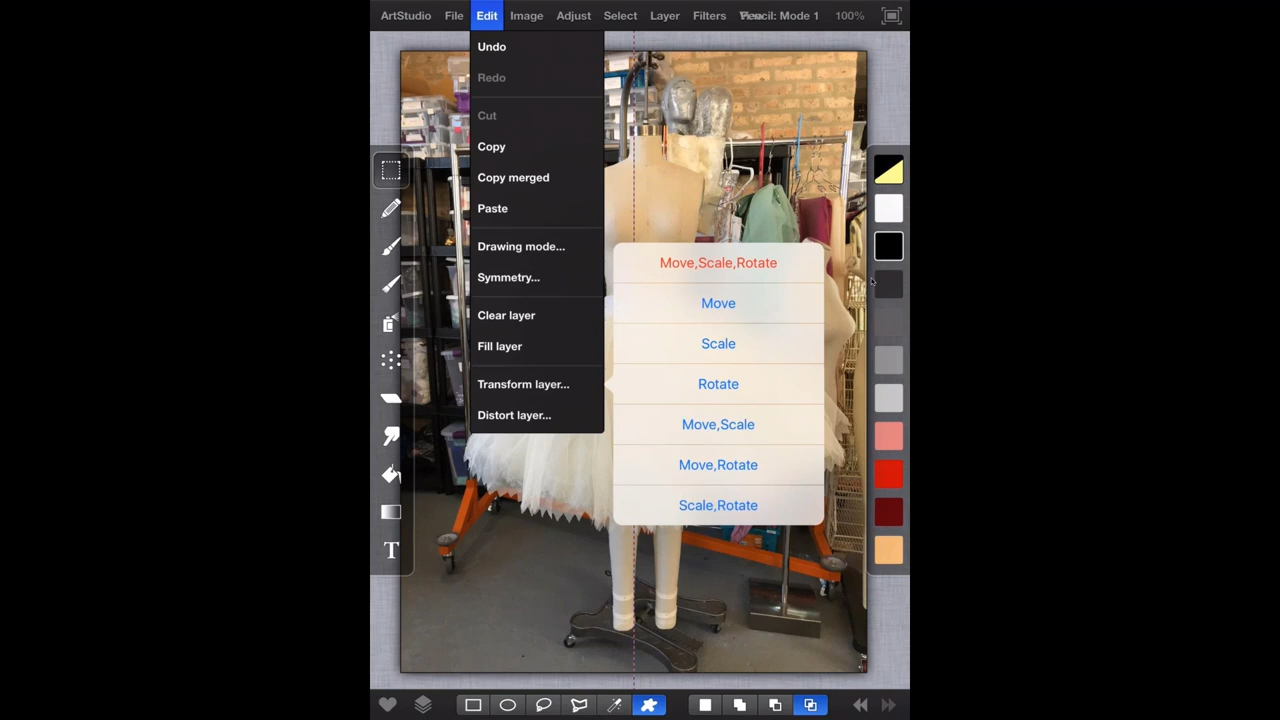 ArtStudio File Edit Image Adjust Select Layer Filters Pencil: Mode 1 100%
Undo
Redo
Cut
Copy
Copy merged
Paste
Drawing mode...
Symmetry...
Clear layer
Fill layer
Transform layer...
Distort layer...
Move,Scale,Rotate
Move
Scale
Rotate
Move,Scale
Move,Rotate
Scale,Rotate
T